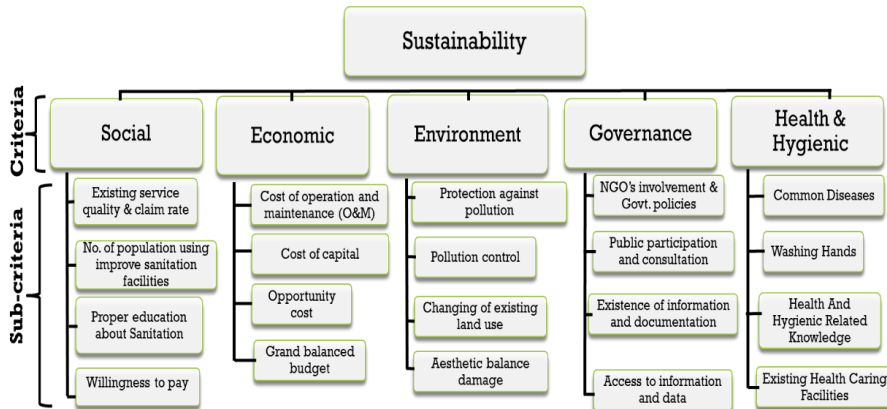 Sustainability
Criteria
Social
Economic
Environment
Governance
Health &
Hygienic
Sub-criteria
Existing service
quality & claim rate
No. of population using
improve sanitation
facilities
Proper education
about Sanitation
Willingness to pay
Cost of operation and
maintenance (O&M)
Cost of capital
Opportunity
cost
Grand balanced
budget
Protection against
pollution
Pollution control
Changing of existing
land use
Aesthetic balance
damage
NGO's involvement &
Govt. policies
Public participation
and consultation
Existence of information
and documentation
Access to information
and data
Common Diseases
Washing Hands
Health And
Hygienic Related
Knowledge
Existing Health Caring
Facilities